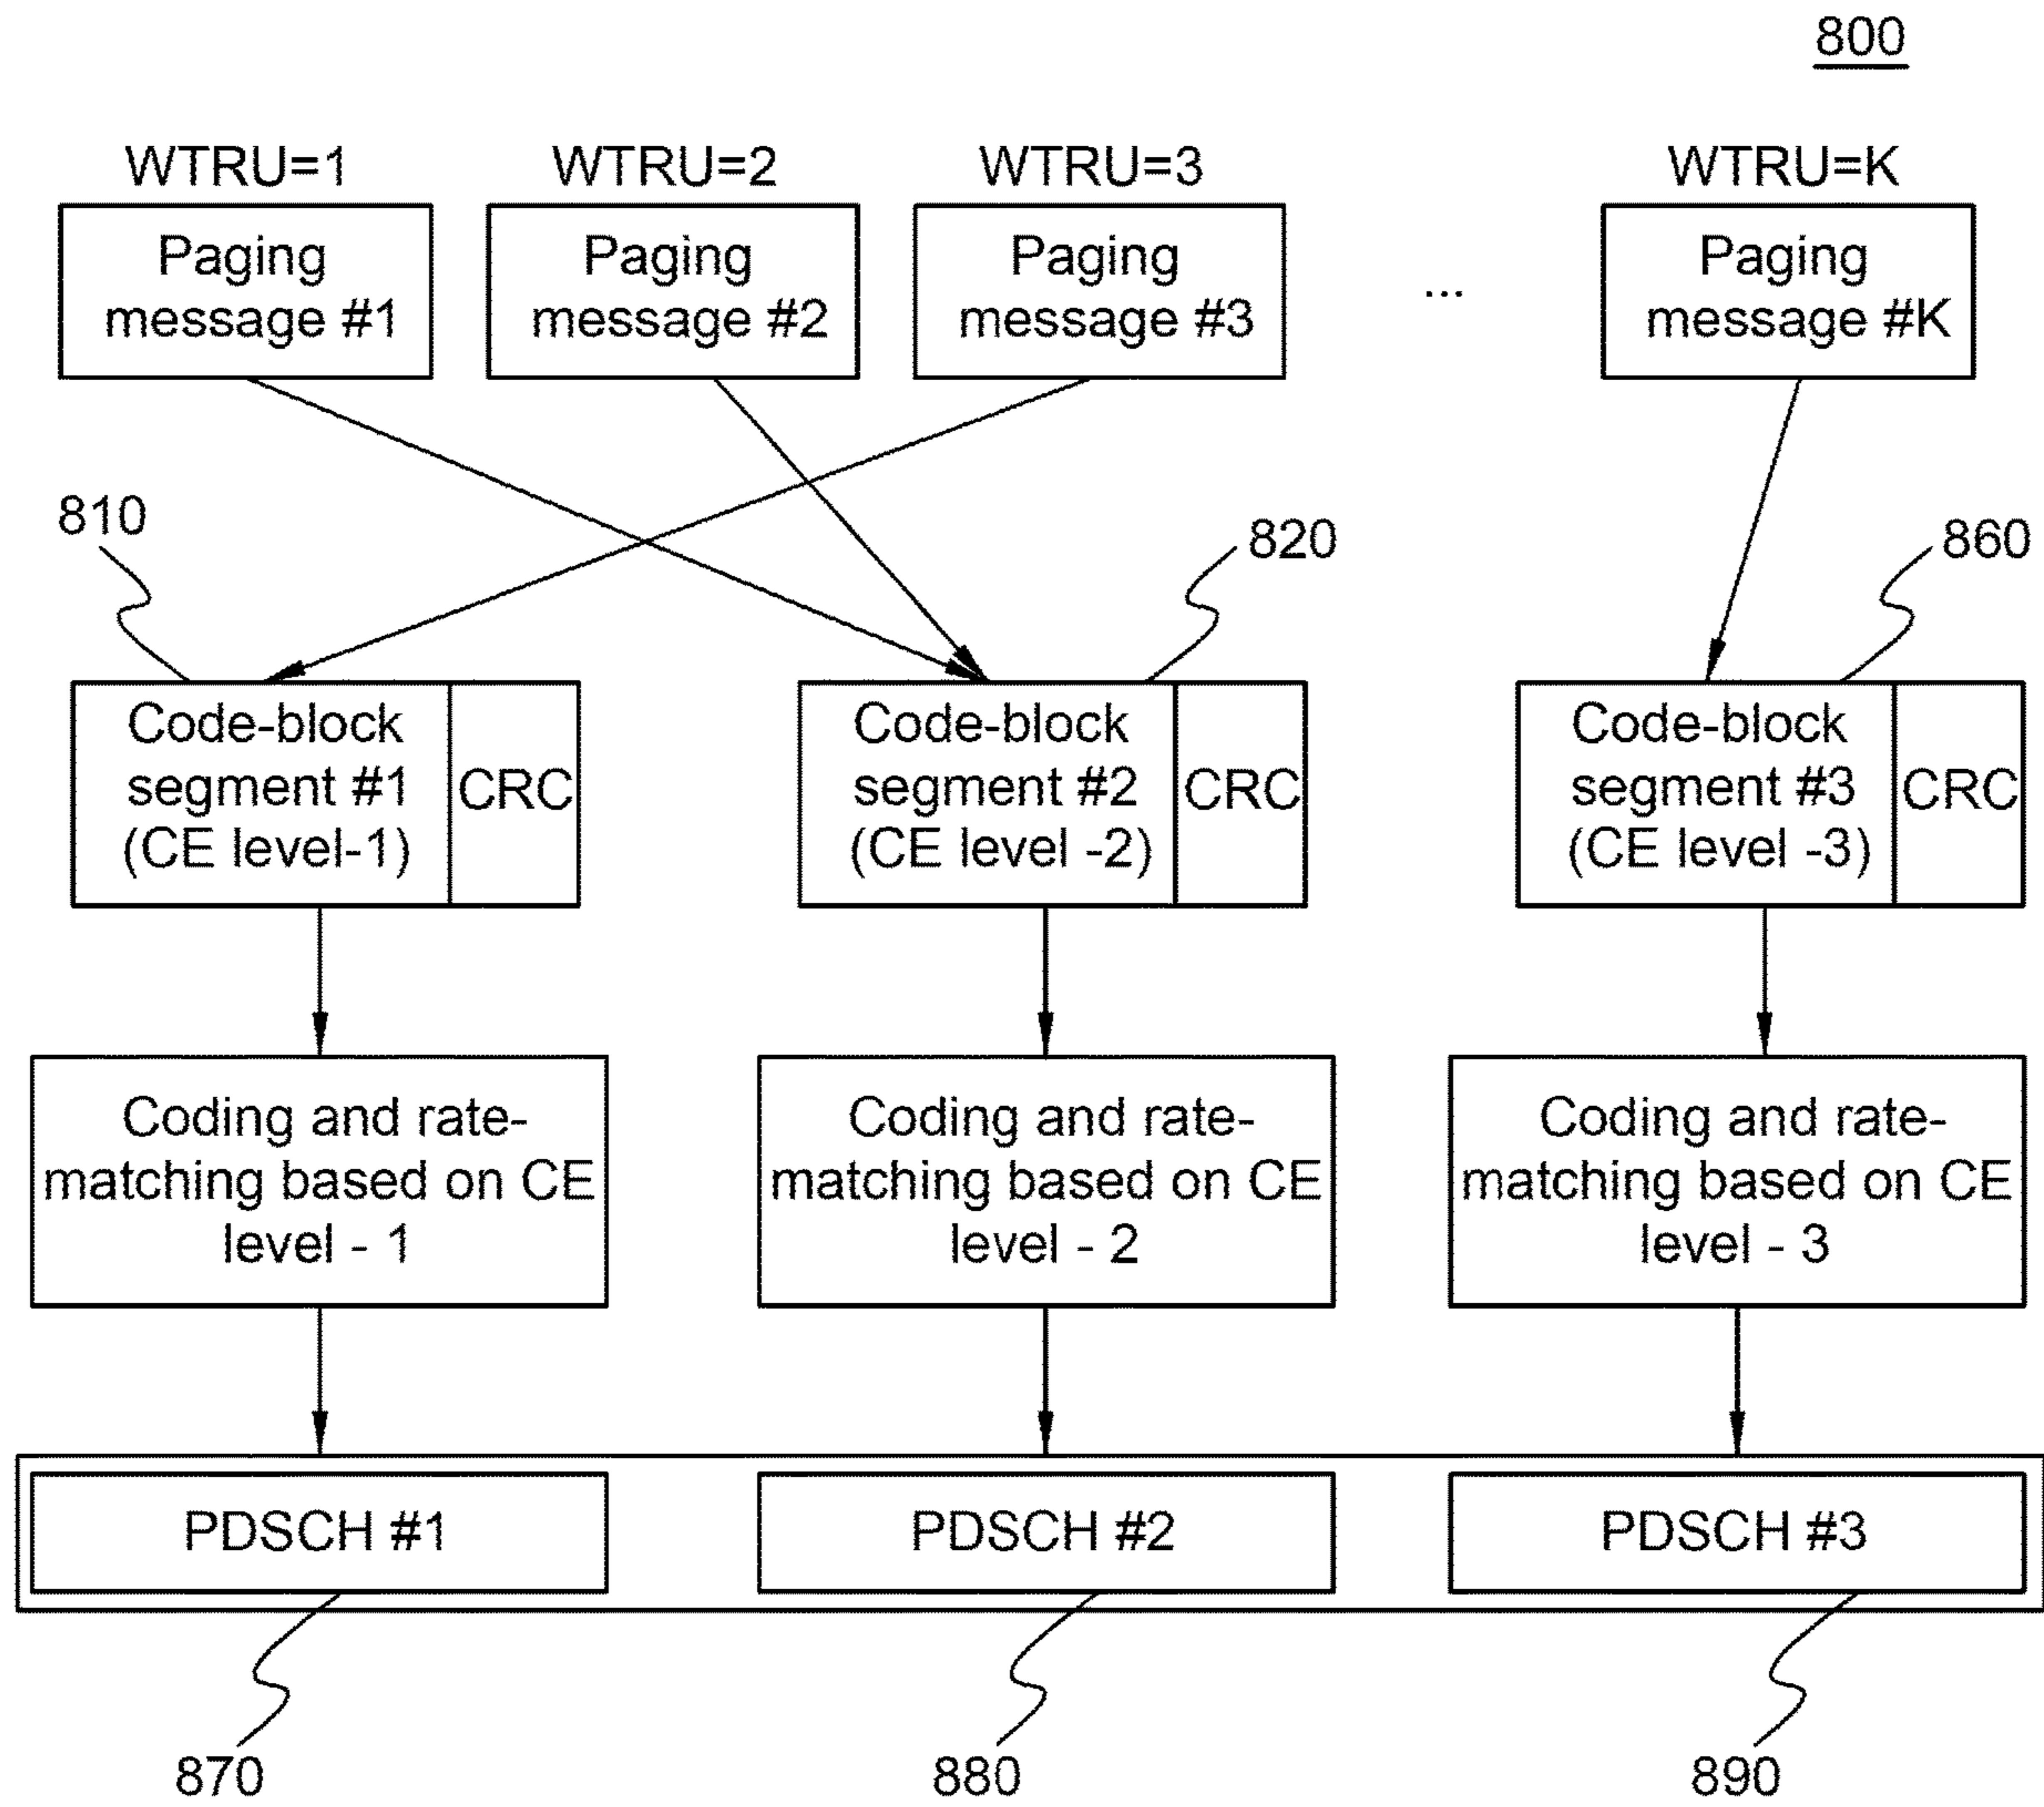 800
WTRU=1
Paging
message #1
WTRU=2
Paging
message #2
WTRU=3
Paging
message #3
...
WTRU=K
Paging
message #K
810
820
860
Code-block
segment #1
(CE level-1)
CRC
Code-block
segment #2
(CE level -2)
CRC
Code-block
segment #3
(CE level -3)
CRC
Coding and rate-
matching based on CE
level - 1
Coding and rate-
matching based on CE
level - 2
Coding and rate-
matching based on CE
level - 3
PDSCH #1
PDSCH #2
PDSCH #3
870
880
890